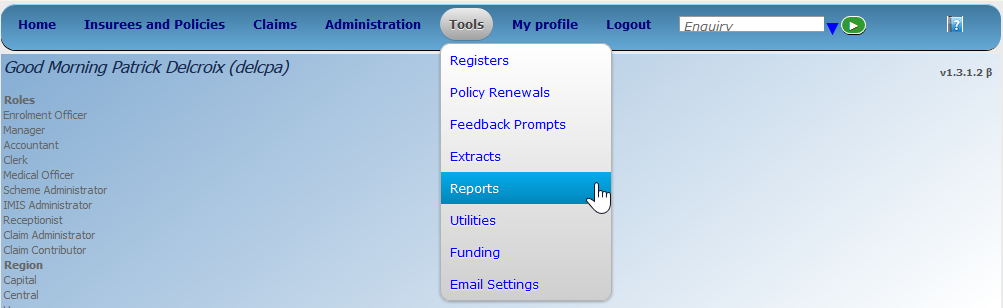 Home Insurees and Policies Claims Administration Tools My profile Logout Enquiry
Good Morning Patrick Delcroix (delcpa)
v1.3.1.2 β
Roles
Enrolment Officer
Manager
Accountant
Clerk
Medical Officer
Scheme Administrator
IMIS Administrator
Receptionist
Claim Administrator
Claim Contributor
Region
Capital
Central
Registers
Policy Renewals
Feedback Prompts
Extracts
Reports
Utilities
Funding
Email Settings